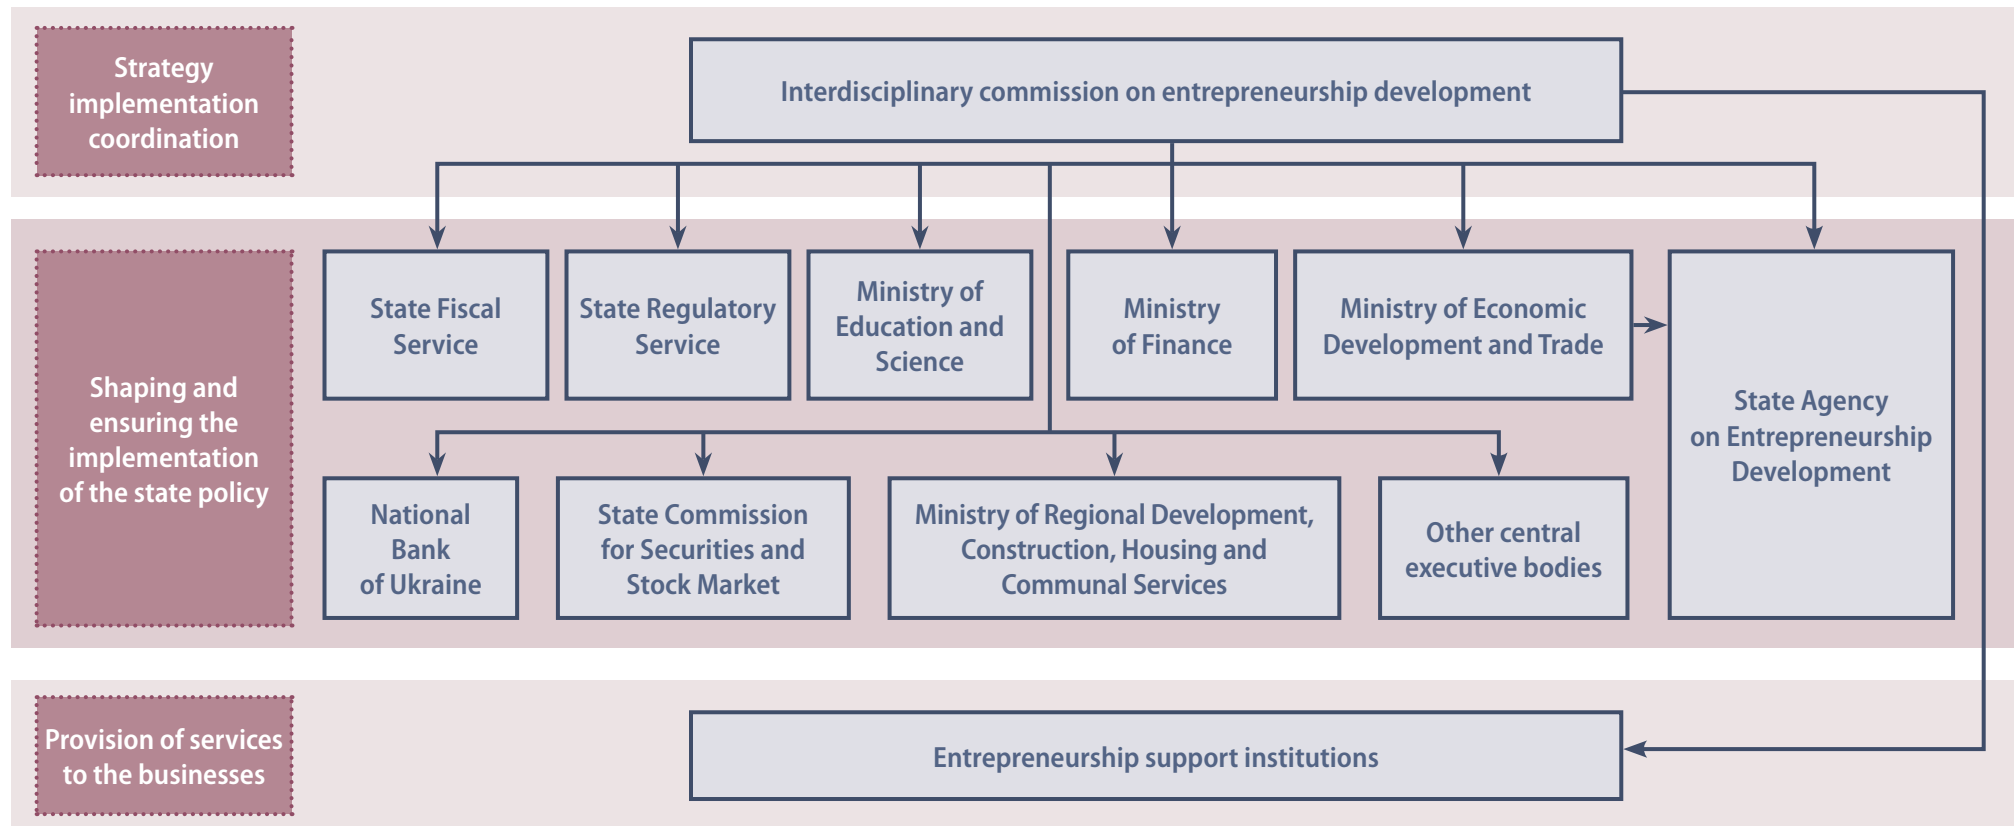 Strategy
implementation
coordination
Interdisciplinary commission on entrepreneurship development
Shaping and
ensuring the
implementation
of the state policy
State Fiscal
Service
State Regulatory
Service
Ministry of
Education and
Science
Ministry
of Finance
Ministry of Economic
Development and Trade
State Agency
on Entrepreneurship
Development
National
Bank
of Ukraine
State Commission
for Securities and
Stock Market
Ministry of Regional Development,
Construction, Housing and
Communal Services
Other central
executive bodies
Provision of services
to the businesses
Entrepreneurship support institutions